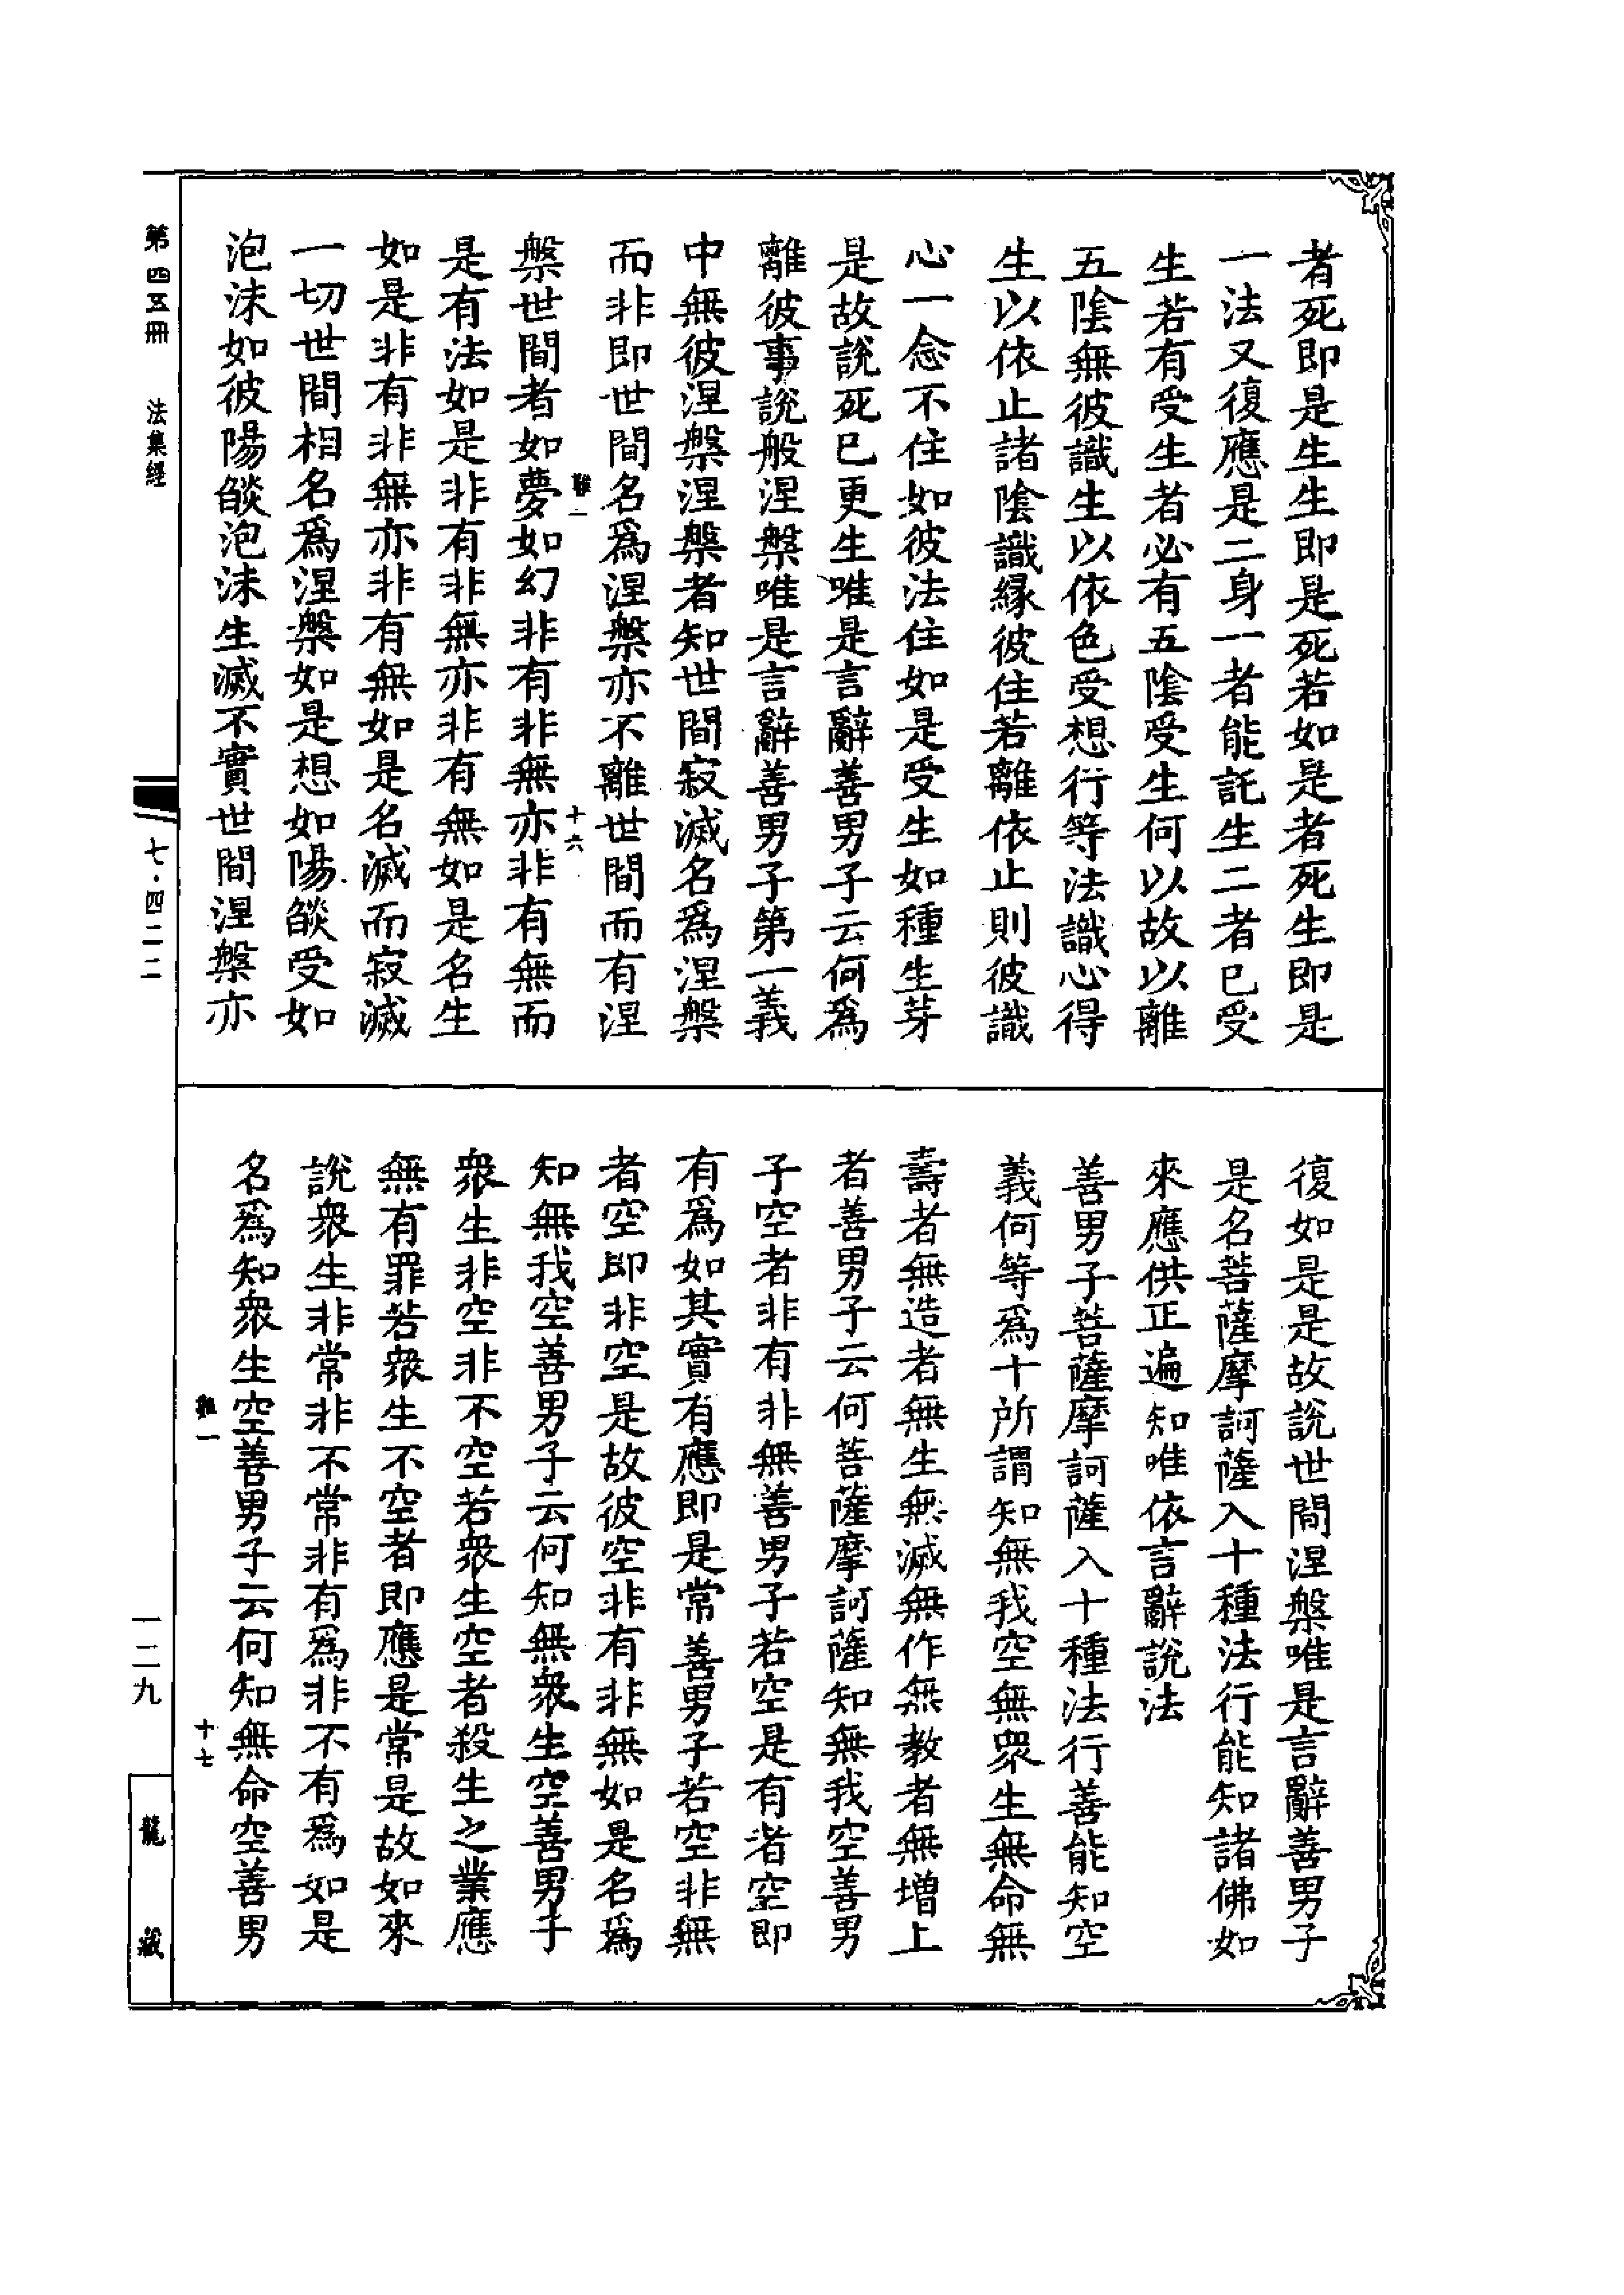 者死即是生生即是死若如是者死生即是
一法又復應是二身一者能託生二者已受
生若有受生者必有五陰受生何以故以離
五陰無彼識生以依色受想行等法識心得
生以依止諸陰識緣彼住若離依止則彼識
心一念不住如彼法住如是受生如種生芽
是故說死已更生唯是言辭善男子云何爲
離彼事說般涅槃唯是言辭善男子第一義
中無彼涅槃涅槃者知世間寂滅名爲涅槃
而非即世間名爲涅槃亦不離世間而有涅
難一 十六
槃世間者如夢如幻非有非無亦非有無而
是有法如是非有非無亦非有無如是名生
如是非有非無亦非有無如是名滅而寂滅
一切世間相名爲涅槃如是想如陽燄受如
泡沫如彼陽燄泡沫生滅不實世間涅槃亦
復如是是故說世間涅槃唯是言辭善男子
是名菩薩摩訶薩入十種法行能知諸佛如
來應供正遍知唯依言辭說法
善男子菩薩摩訶薩入十種法行善能知空
義何等爲十所謂知無我空無眾生無命無
壽者無造者無生無滅無作無教者無增上
者善男子云何菩薩摩訶薩知無我空善男
子空者非有非無善男子若空是有者空即
有爲如其實有應即是常善男子若空非無
者空即非空是故彼空非有非無如是名爲
知無我空善男子云何知無衆生空善男子
衆生非空非不空若衆生空者殺生之業應
無有罪若衆生不空者即應是常是故如來
說衆生非常非不常非有爲非不有爲如是
名爲知衆生空善男子云何知無命空善男
難一 十七
第四五冊 法集經
七·四二二
一二九
龍藏